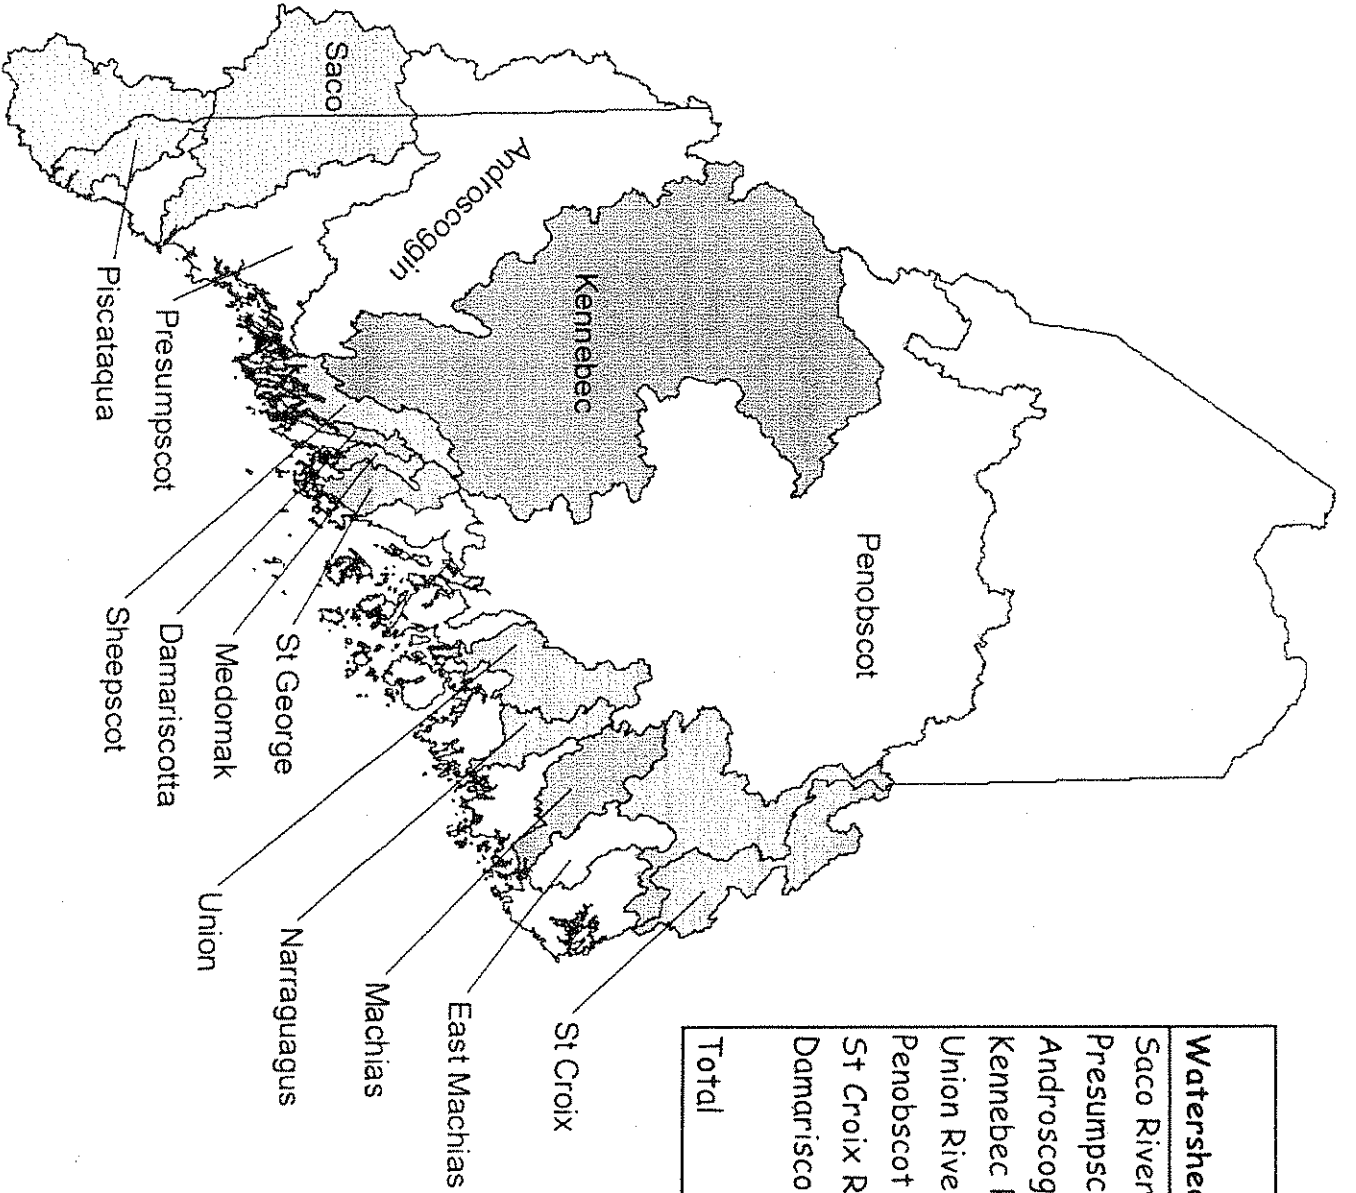 Saco
Androscoggin
Kennebec
Penobscot
Piscataqua
Presumpscot
Sheepscot
Damariscotta
Medomak
St George
Union
Narraguagus
Machias
East Machias
St Croix
Watershed
Saco River
Presumpsc
Androscog
Kennebec
Union Rive
Penobscot
St Croix R
Damarisco
Total